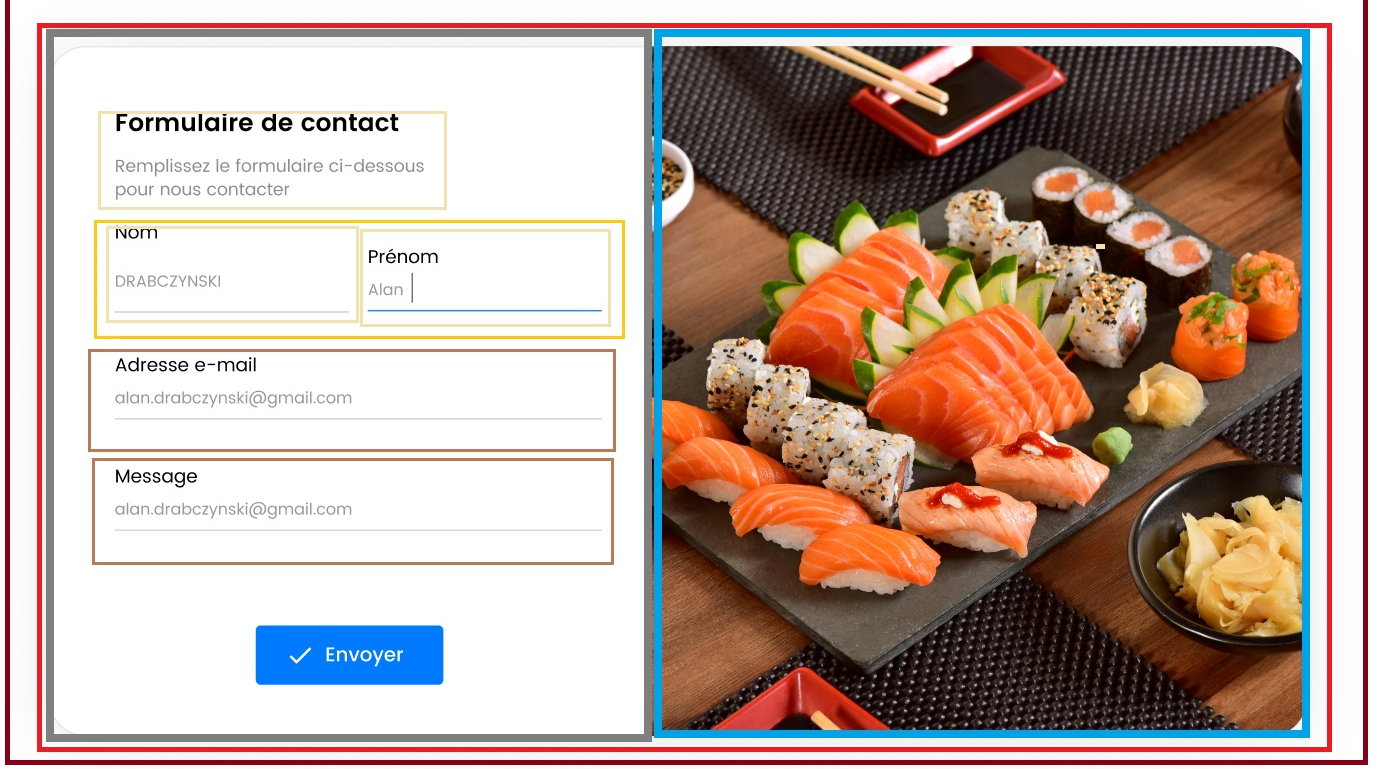 Formulaire de contact
Remplissez le formulaire ci-dessous
pour nous contacter
Nom
Prénom
DRABCZYNSKI
Alan
Adresse e-mail
alan.drabczynski@gmail.com
Message
alan.drabczynski@gmail.com
Envoyer